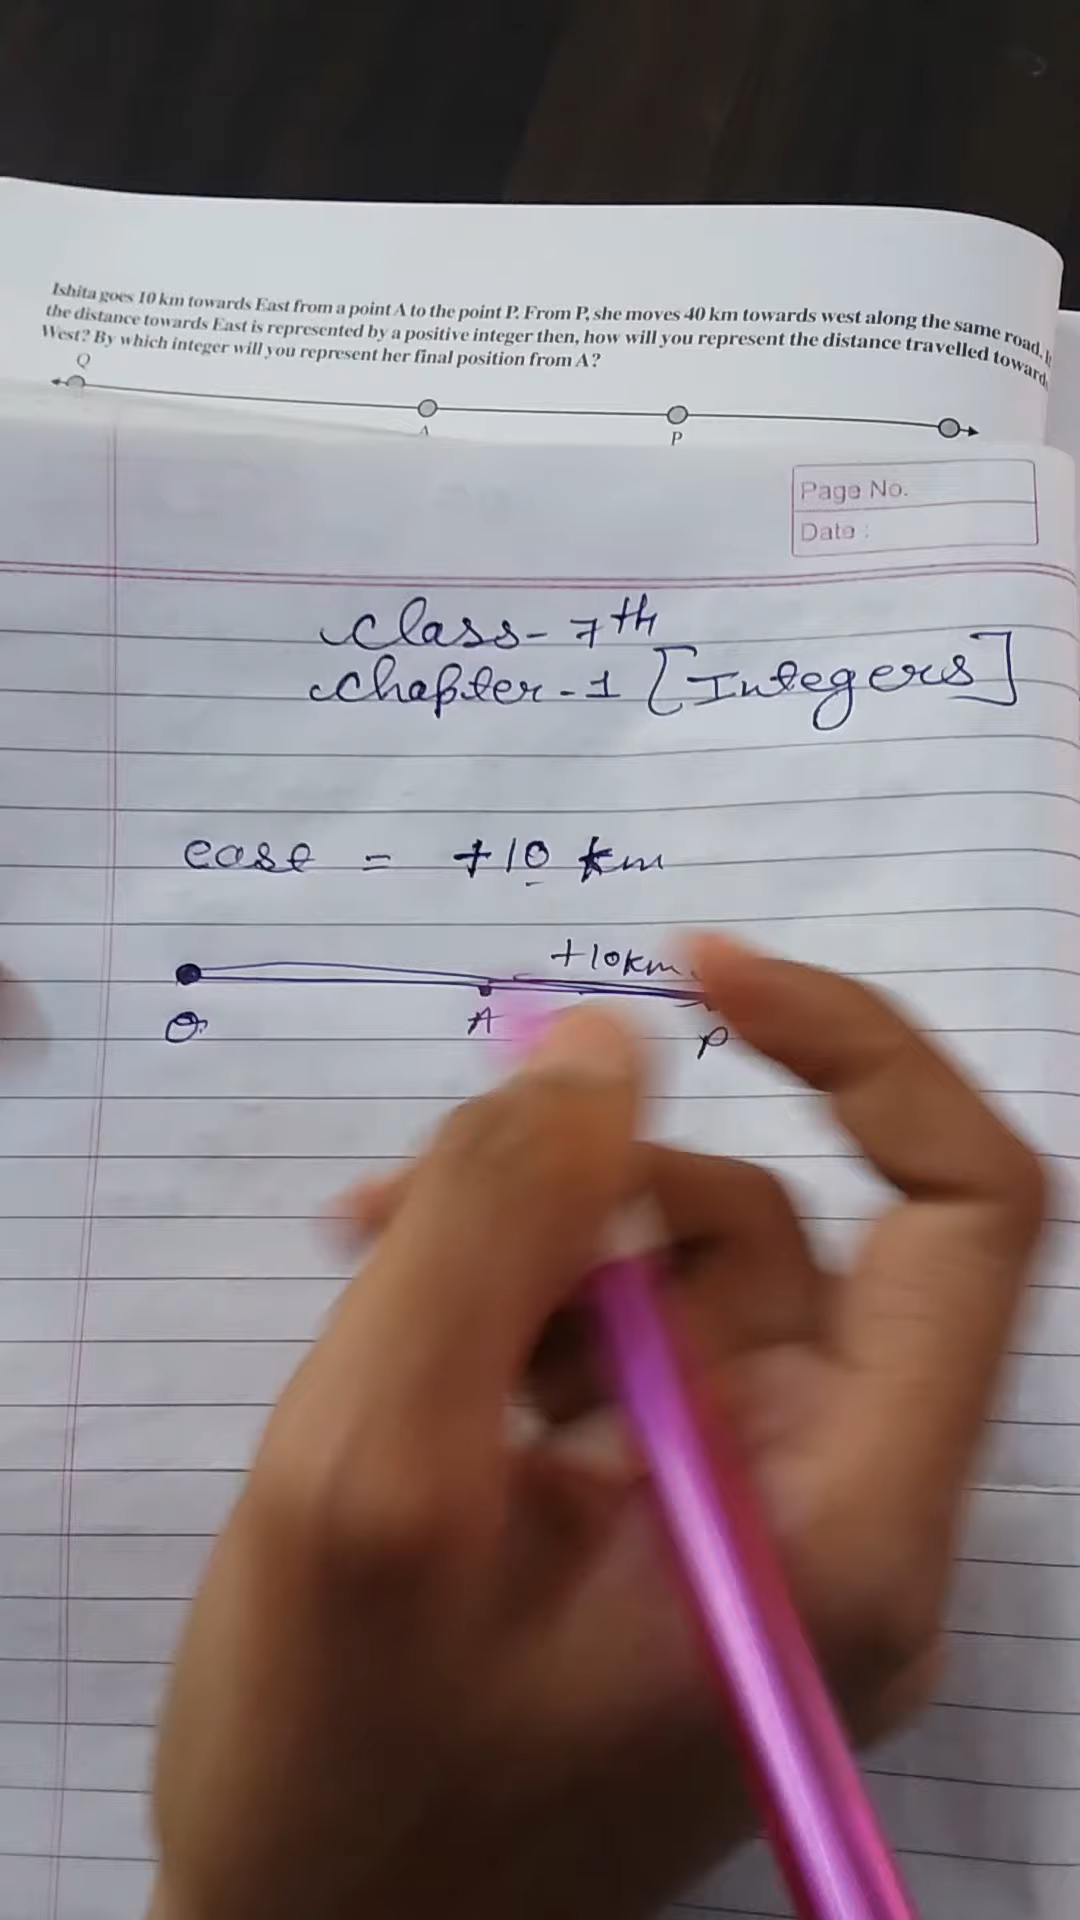 Ishita goes 10 km towards East from a point A to the point P. From P, she moves 40 km towards west along the same road. I
the distance towards East is represented by a positive integer then, how will you represent the distance travelled toward
West? By which integer will you represent her final position from A?
Q
A P
Page No.
Date :
class - 7th
Chapter - 1 [Integers]
east = +10 km
+10km
A P